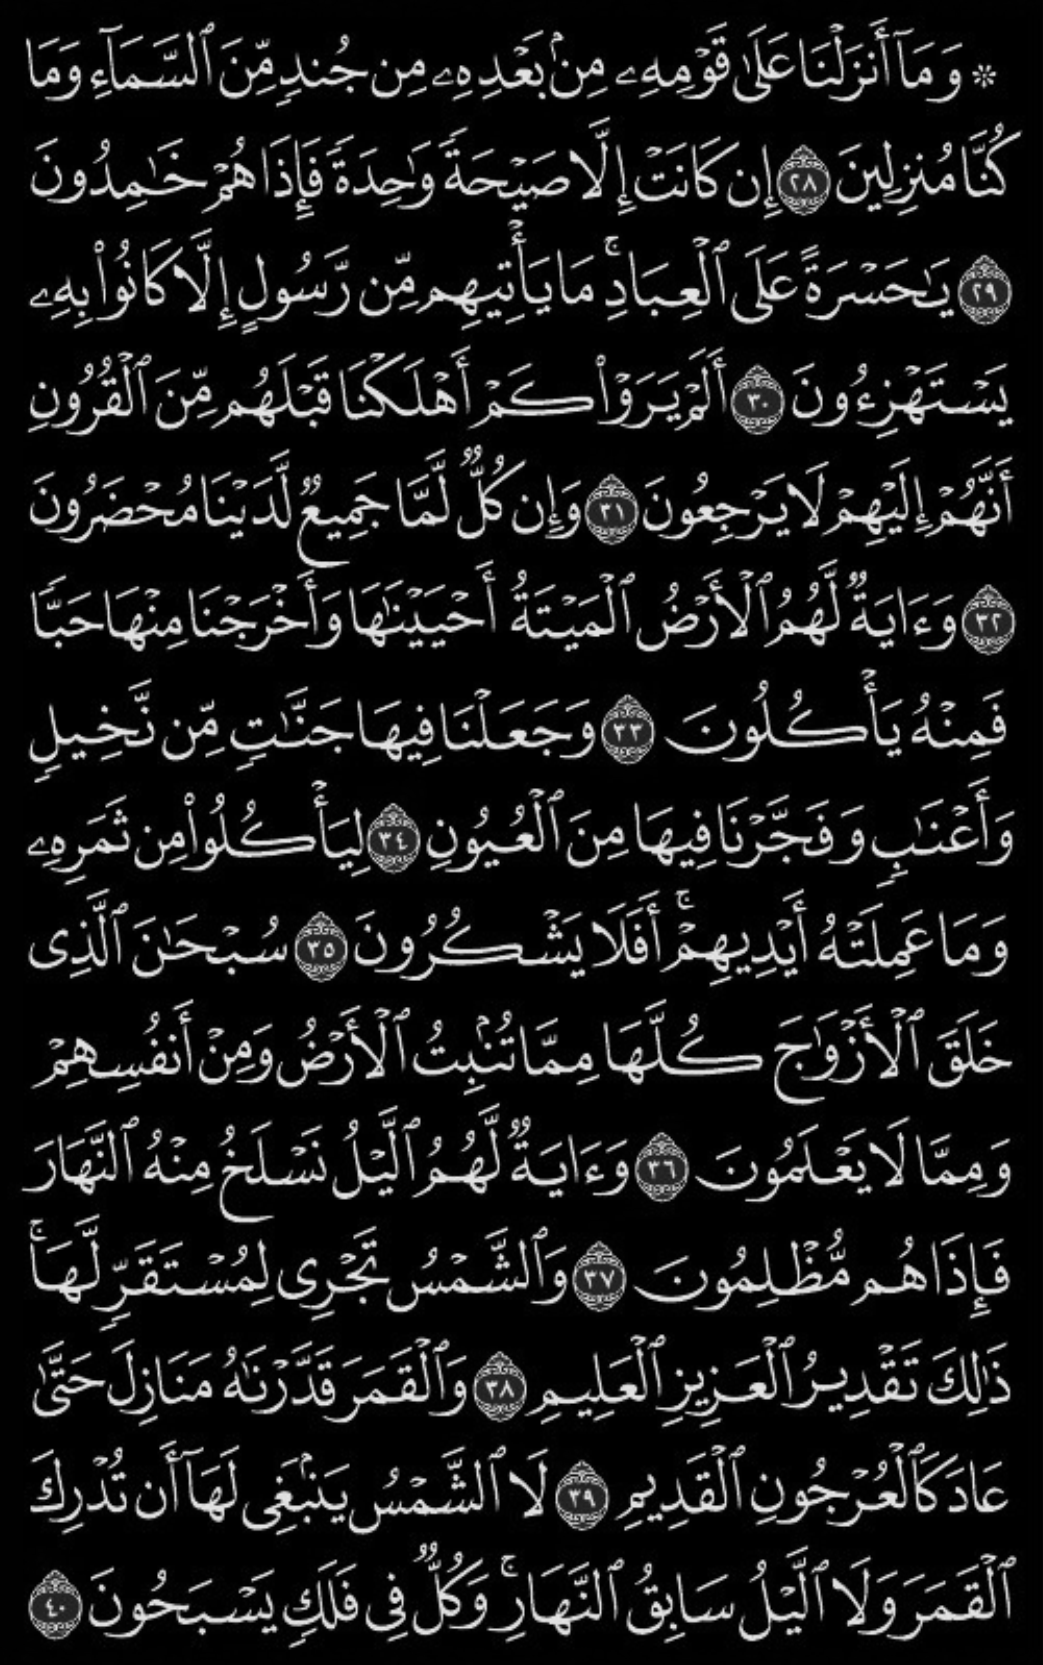 ۞ وَمَآ أَنزَلْنَا عَلَىٰ قَوْمِهِۦ مِنۢ بَعْدِهِۦ مِن جُندٍ مِّنَ ٱلسَّمَآءِ وَمَا
كُنَّا مُنزِلِينَ ٢٨ إِن كَانَتْ إِلَّا صَيْحَةً وَٰحِدَةً فَإِذَا هُمْ خَٰمِدُونَ
٢٩ يَٰحَسْرَةً عَلَى ٱلْعِبَادِ ۚ مَا يَأْتِيهِم مِّن رَّسُولٍ إِلَّا كَانُوا۟ بِهِۦ
يَسْتَهْزِءُونَ ٣٠ أَلَمْ يَرَوْا۟ كَمْ أَهْلَكْنَا قَبْلَهُم مِّنَ ٱلْقُرُونِ
أَنَّهُمْ إِلَيْهِمْ لَا يَرْجِعُونَ ٣١ وَإِن كُلٌّ لَّمَّا جَمِيعٌ لَّدَيْنَا مُحْضَرُونَ
٣٢ وَءَايَةٌ لَّهُمُ ٱلْأَرْضُ ٱلْمَيْتَةُ أَحْيَيْنَٰهَا وَأَخْرَجْنَا مِنْهَا حَبًّا
فَمِنْهُ يَأْكُلُونَ ٣٣ وَجَعَلْنَا فِيهَا جَنَّٰتٍ مِّن نَّخِيلٍ
وَأَعْنَٰبٍ وَفَجَّرْنَا فِيهَا مِنَ ٱلْعُيُونِ ٣٤ لِيَأْكُلُوا۟ مِن ثَمَرِهِۦ
وَمَا عَمِلَتْهُ أَيْدِيهِمْ ۚ أَفَلَا يَشْكُرُونَ ٣٥ سُبْحَٰنَ ٱلَّذِى
خَلَقَ ٱلْأَزْوَٰجَ كُلَّهَا مِمَّا تُنۢبِتُ ٱلْأَرْضُ وَمِنْ أَنفُسِهِمْ
وَمِمَّا لَا يَعْلَمُونَ ٣٦ وَءَايَةٌ لَّهُمُ ٱلَّيْلُ نَسْلَخُ مِنْهُ ٱلنَّهَارَ
فَإِذَا هُم مُّظْلِمُونَ ٣٧ وَٱلشَّمْسُ تَجْرِى لِمُسْتَقَرٍّ لَّهَا ۚ
ذَٰلِكَ تَقْدِيرُ ٱلْعَزِيزِ ٱلْعَلِيمِ ٣٨ وَٱلْقَمَرَ قَدَّرْنَٰهُ مَنَازِلَ حَتَّىٰ
عَادَ كَٱلْعُرْجُونِ ٱلْقَدِيمِ ٣٩ لَا ٱلشَّمْسُ يَنۢبَغِى لَهَآ أَن تُدْرِكَ
ٱلْقَمَرَ وَلَا ٱلَّيْلُ سَابِقُ ٱلنَّهَارِ ۚ وَكُلٌّ فِى فَلَكٍ يَسْبَحُونَ ٤٠